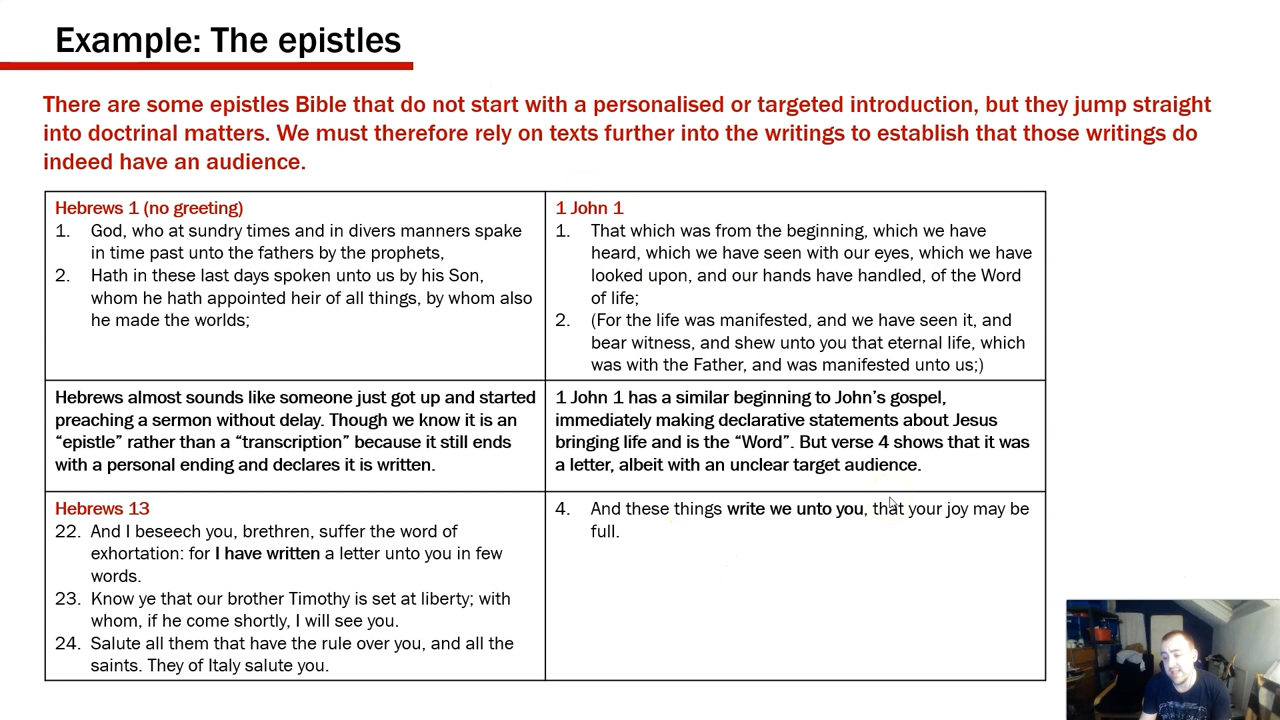 Example: The epistles
There are some epistles Bible that do not start with a personalised or targeted introduction, but they jump straight
into doctrinal matters. We must therefore rely on texts further into the writings to establish that those writings do
indeed have an audience.
Hebrews 1 (no greeting)
1. God, who at sundry times and in divers manners spake
in time past unto the fathers by the prophets,
2. Hath in these last days spoken unto us by his Son,
whom he hath appointed heir of all things, by whom also
he made the worlds;
1 John 1
1. That which was from the beginning, which we have
heard, which we have seen with our eyes, which we have
looked upon, and our hands have handled, of the Word
of life;
2. (For the life was manifested, and we have seen it, and
bear witness, and shew unto you that eternal life, which
was with the Father, and was manifested unto us;)
Hebrews almost sounds like someone just got up and started
preaching a sermon without delay. Though we know it is an
“epistle” rather than a “transcription” because it still ends
with a personal ending and declares it is written.
1 John 1 has a similar beginning to John’s gospel,
immediately making declarative statements about Jesus
bringing life and is the “Word”. But verse 4 shows that it was
a letter, albeit with an unclear target audience.
Hebrews 13
22. And I beseech you, brethren, suffer the word of
exhortation: for I have written a letter unto you in few
words.
23. Know ye that our brother Timothy is set at liberty; with
whom, if he come shortly, I will see you.
24. Salute all them that have the rule over you, and all the
saints. They of Italy salute you.
4. And these things write we unto you, that your joy may be
full.